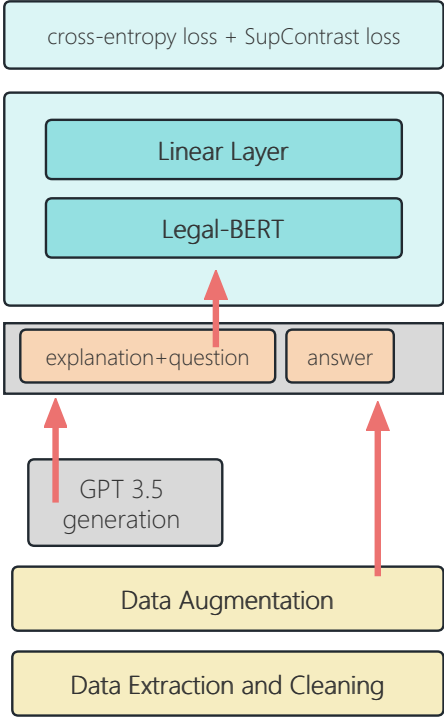 cross-entropy loss + SupContrast loss
Linear Layer
Legal-BERT
explanation+question
answer
GPT 3.5
generation
Data Augmentation
Data Extraction and Cleaning